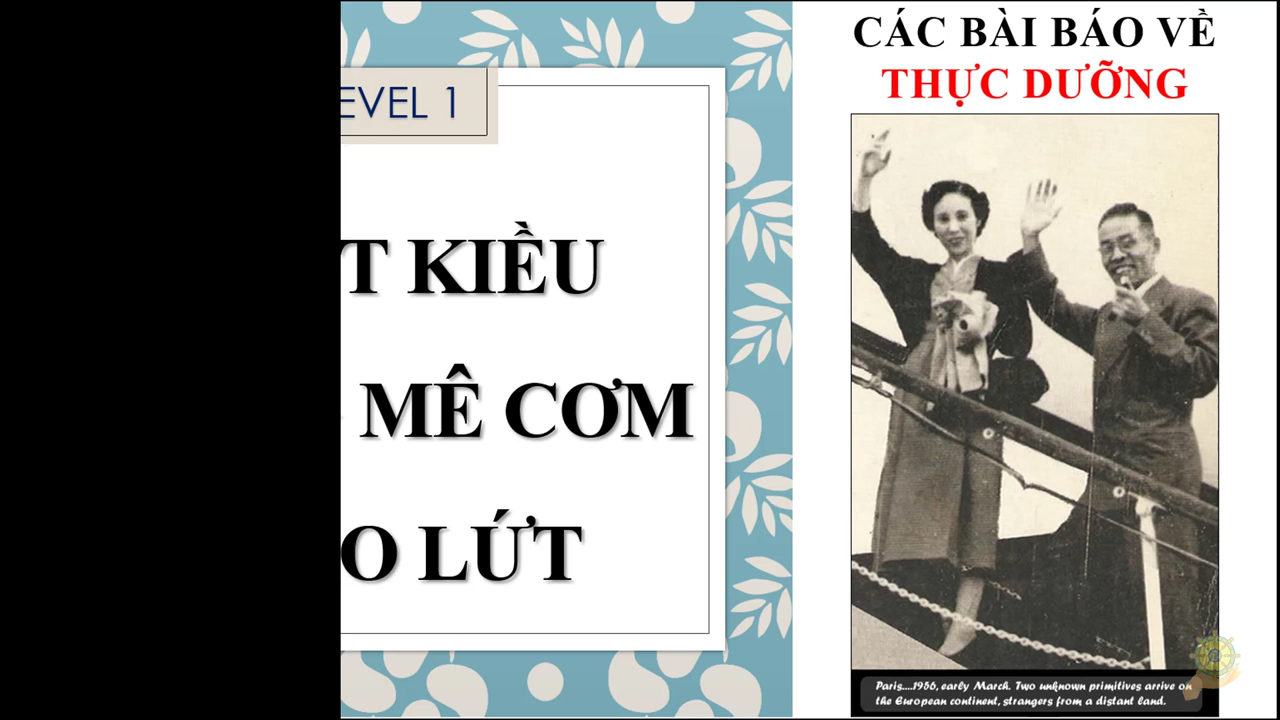 EVEL 1
T KIỀU
MÊ CƠM
O LỨT
CÁC BÀI BÁO VỀ
THỰC DƯỠNG
Paris....1956, early March. Two unknown primitives arrive on
the European continent, strangers from a distant land.